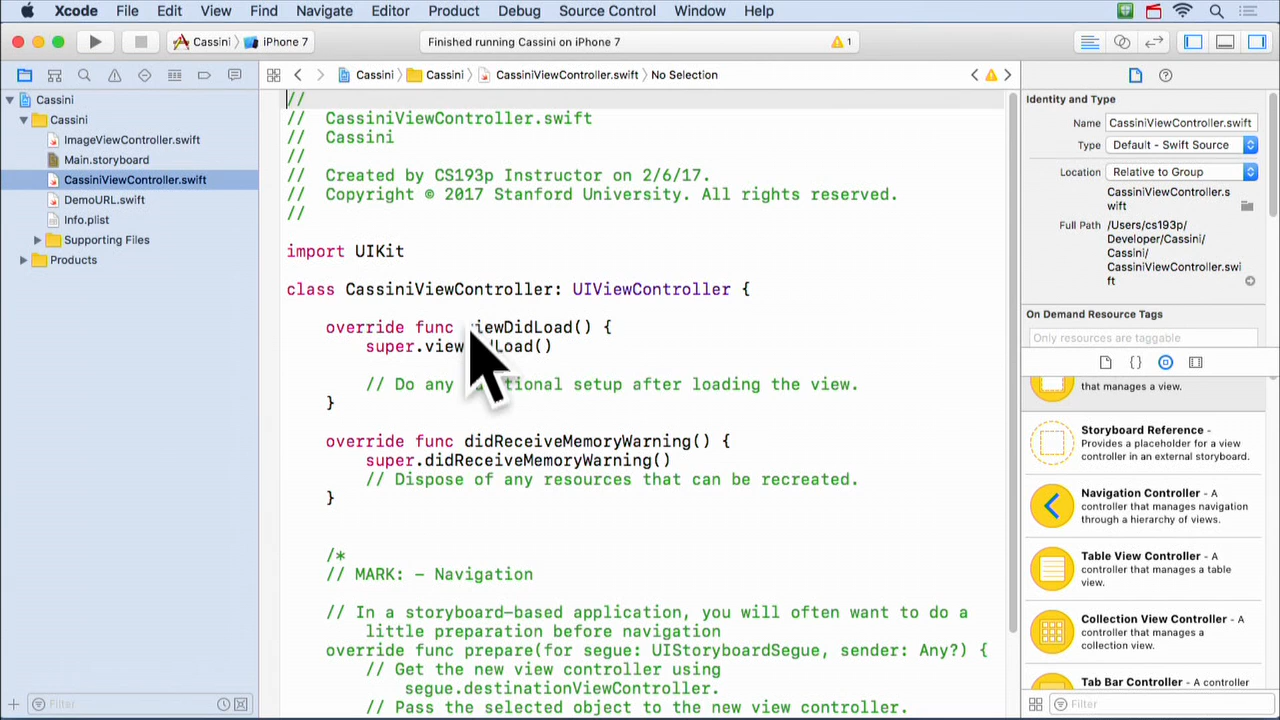 Xcode File Edit View Find Navigate Editor Product Debug Source Control Window Help
Cassini iPhone 7
Finished running Cassini on iPhone 7
1
Cassini Cassini CassiniViewController.swift No Selection
Cassini
Cassini
ImageViewController.swift
Main.storyboard
CassiniViewController.swift
DemoURL.swift
Info.plist
Supporting Files
Products
Filter
//
// CassiniViewController.swift
// Cassini
//
// Created by CS193p Instructor on 2/6/17.
// Copyright © 2017 Stanford University. All rights reserved.
//
import UIKit
class CassiniViewController: UIViewController {
override func viewDidLoad() {
super.viewDidLoad()
// Do any additional setup after loading the view.
}
override func didReceiveMemoryWarning() {
super.didReceiveMemoryWarning()
// Dispose of any resources that can be recreated.
}
/*
// MARK: - Navigation
// In a storyboard-based application, you will often want to do a
little preparation before navigation
override func prepare(for segue: UIStoryboardSegue, sender: Any?) {
// Get the new view controller using
segue.destinationViewController.
// Pass the selected object to the new view controller.
Identity and Type
Name CassiniViewController.swift
Type Default - Swift Source
Location Relative to Group
CassiniViewController.s
wift
Full Path /Users/cs193p/
Developer/Cassini/
Cassini/
CassiniViewController.swi
ft
On Demand Resource Tags
Only resources are taggable
{}
that manages a view.
Storyboard Reference -
Provides a placeholder for a view
controller in an external storyboard.
Navigation Controller - A
controller that manages navigation
through a hierarchy of views.
Table View Controller - A
controller that manages a table
view.
Collection View Controller - A
controller that manages a
collection view.
Tab Bar Controller - A controller
Filter